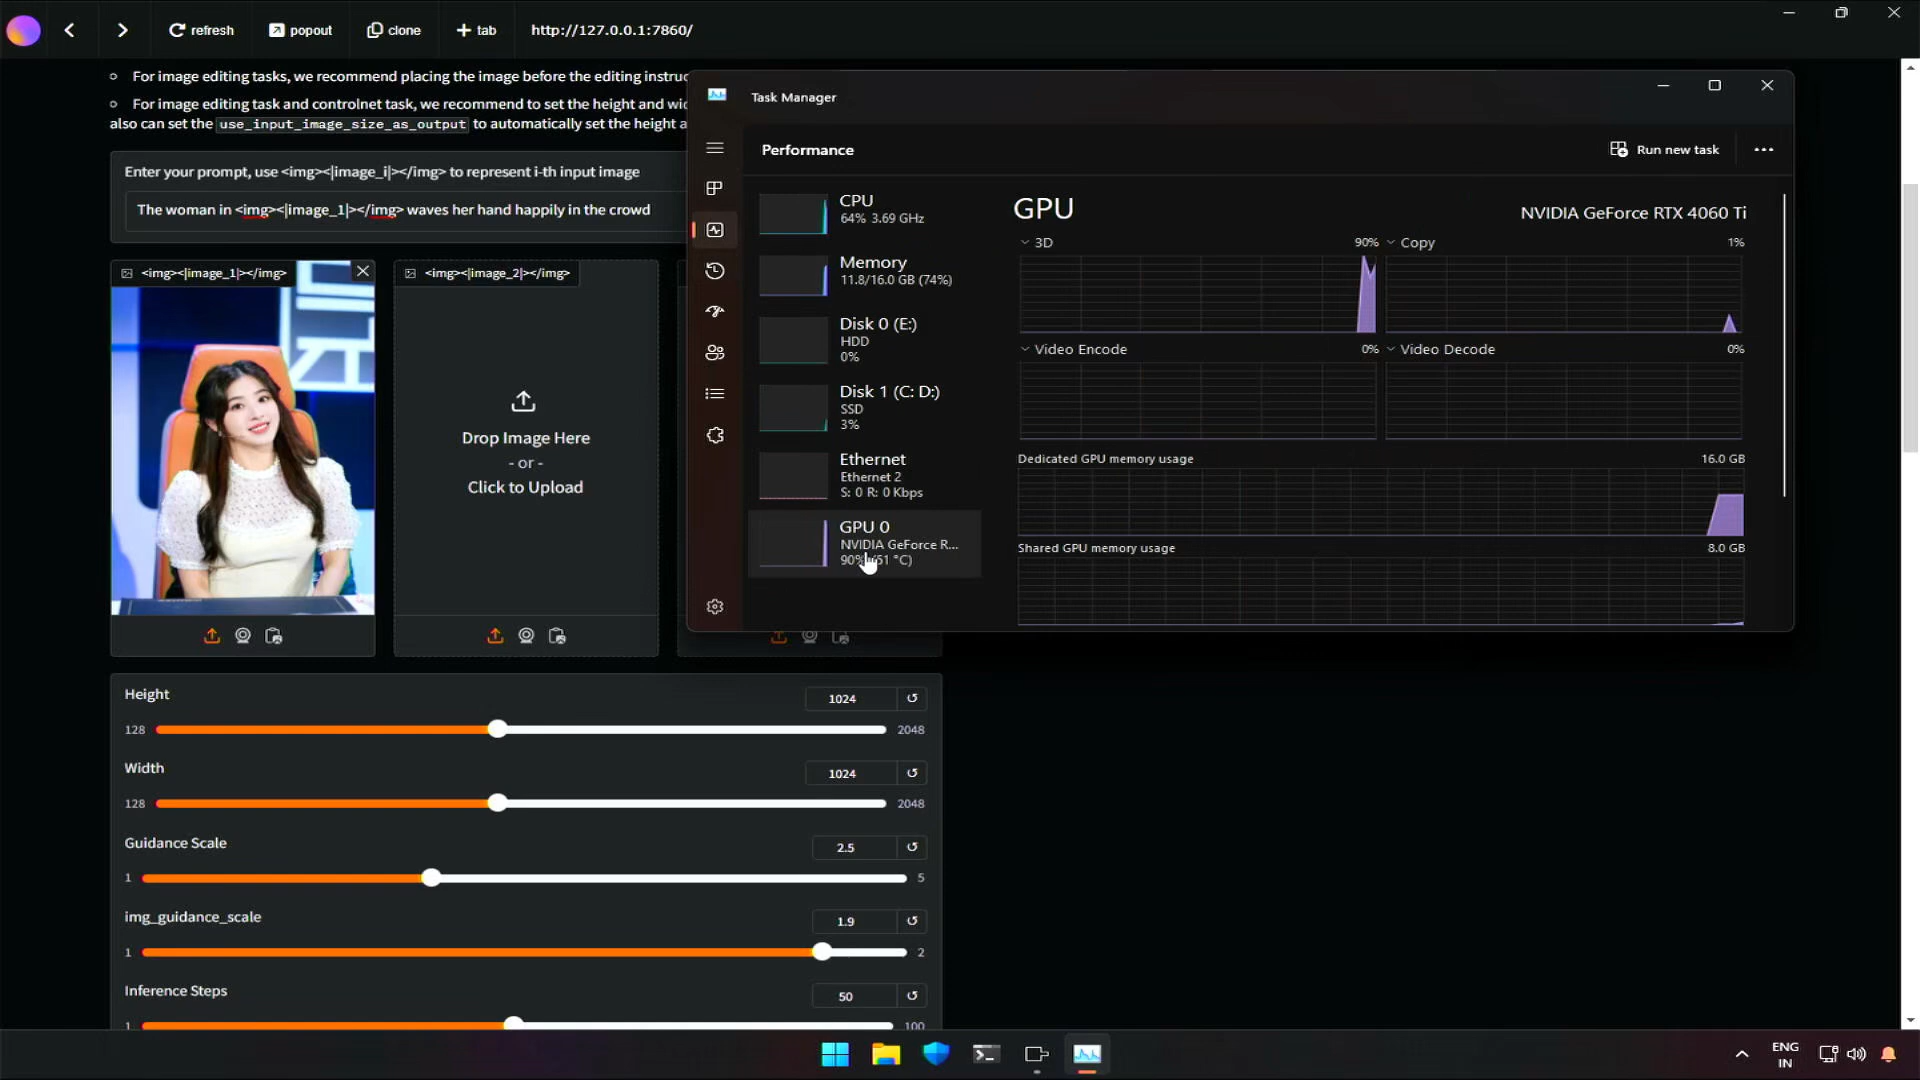 refresh
popout
clone
tab
http://127.0.0.1:7860/
For image editing tasks, we recommend placing the image before the editing instruc
For image editing task and controlnet task, we recommend to set the height and wid
also can set the use_input_image_size_as_output to automatically set the height a
Enter your prompt, use <img><|image_i|></img> to represent i-th input image
The woman in <img><|image_1|></img> waves her hand happily in the crowd
<img><|image_1|></img>
<img><|image_2|></img>
Drop Image Here
- or -
Click to Upload
Height
1024
128
2048
Width
1024
128
2048
Guidance Scale
2.5
1
5
img_guidance_scale
1.9
1
2
Inference Steps
50
1
100
Task Manager
Performance
Run new task
CPU
64% 3.69 GHz
Memory
11.8/16.0 GB (74%)
Disk 0 (E:)
HDD
0%
Disk 1 (C: D:)
SSD
3%
Ethernet
Ethernet 2
S: 0 R: 0 Kbps
GPU 0
NVIDIA GeForce R...
90% (61 °C)
GPU
NVIDIA GeForce RTX 4060 Ti
3D
90%
Copy
1%
Video Encode
0%
Video Decode
0%
Dedicated GPU memory usage
16.0 GB
Shared GPU memory usage
8.0 GB
ENG
IN